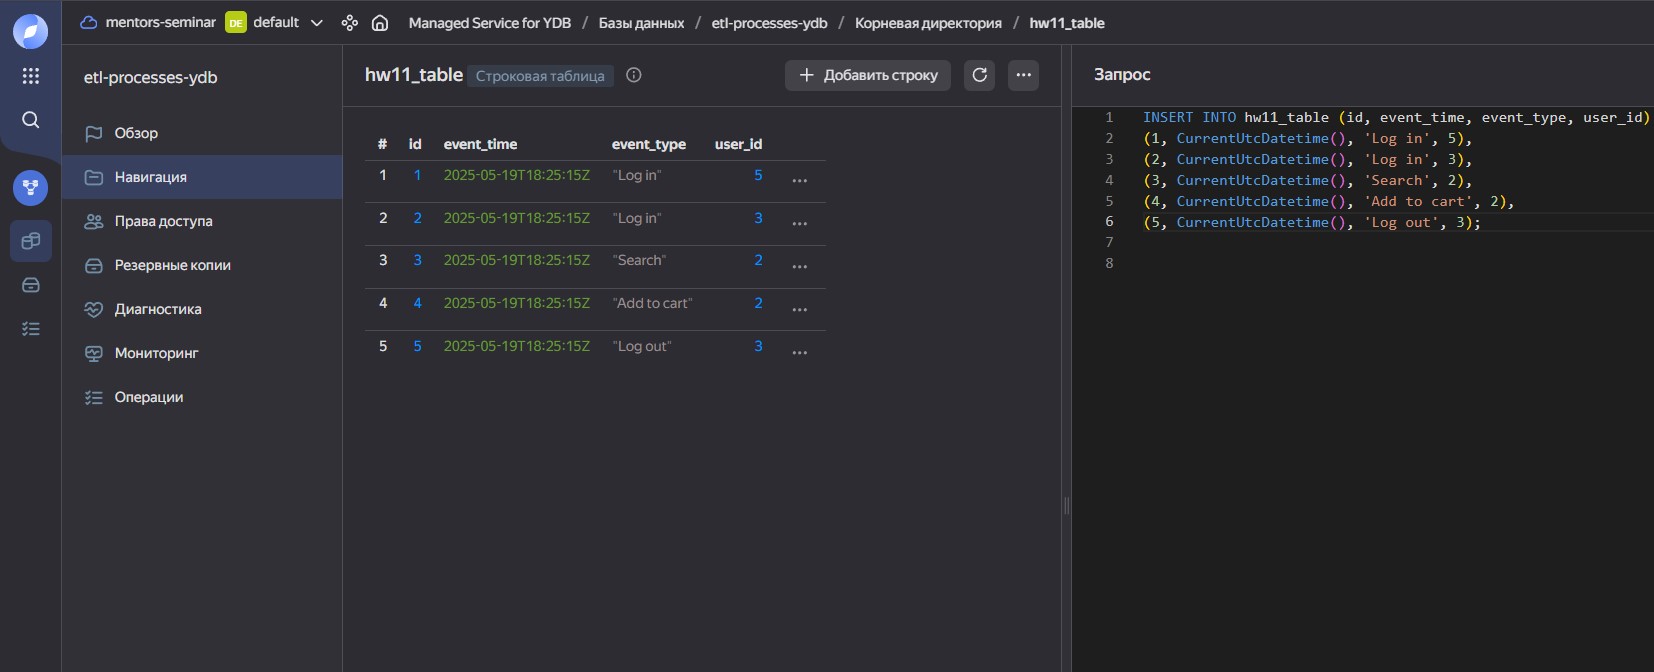 mentors-seminar DE default Managed Service for YDB / Базы данных / etl-processes-ydb / Корневая директория / hw11_table
etl-processes-ydb
Обзор
Навигация
Права доступа
Резервные копии
Диагностика
Мониторинг
Операции
hw11_table Строковая таблица
Добавить строку
# id event_time event_type user_id
1 1 2025-05-19T18:25:15Z "Log in" 5 ...
2 2 2025-05-19T18:25:15Z "Log in" 3 ...
3 3 2025-05-19T18:25:15Z "Search" 2 ...
4 4 2025-05-19T18:25:15Z "Add to cart" 2 ...
5 5 2025-05-19T18:25:15Z "Log out" 3 ...
Запрос
1 INSERT INTO hw11_table (id, event_time, event_type, user_id)
2 (1, CurrentUtcDatetime(), 'Log in', 5),
3 (2, CurrentUtcDatetime(), 'Log in', 3),
4 (3, CurrentUtcDatetime(), 'Search', 2),
5 (4, CurrentUtcDatetime(), 'Add to cart', 2),
6 (5, CurrentUtcDatetime(), 'Log out', 3);
7
8